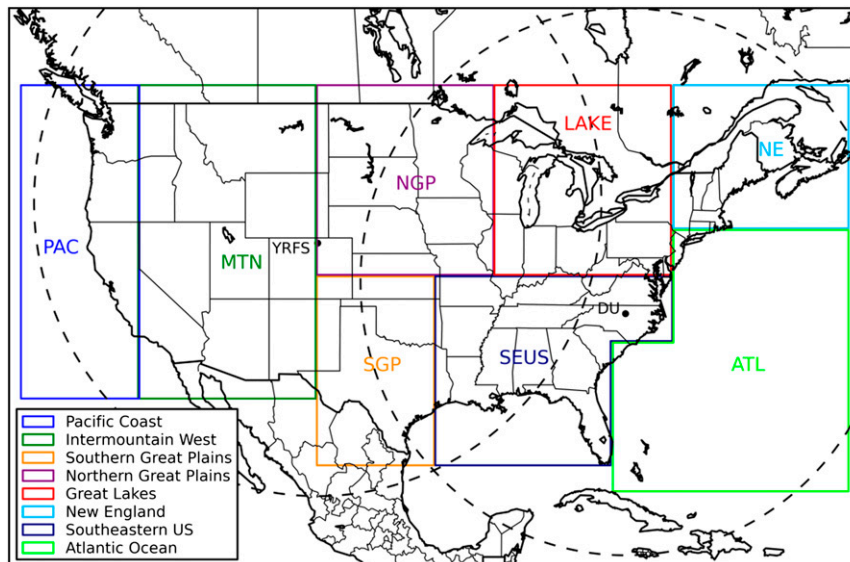 LAKE
NE
NGP
PAC
YRFS
MTN
DU
SGP
SEUS
ATL
Pacific Coast
Intermountain West
Southern Great Plains
Northern Great Plains
Great Lakes
New England
Southeastern US
Atlantic Ocean